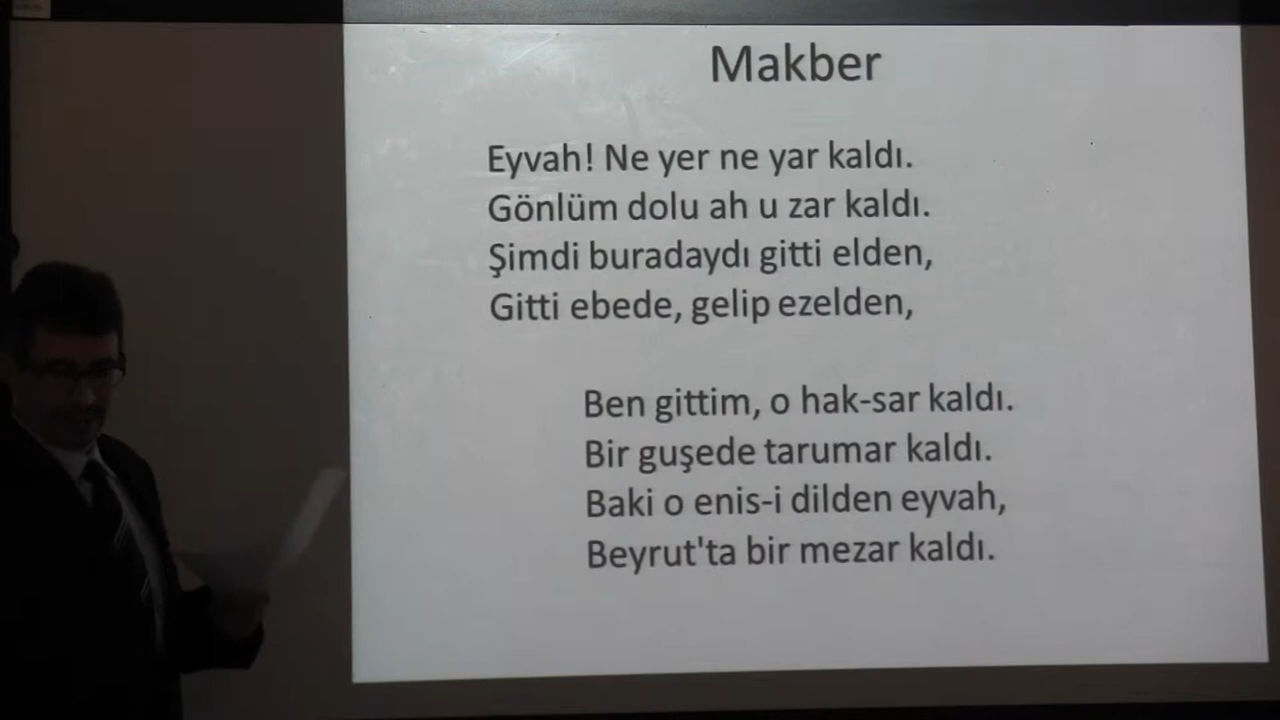 Makber
Eyvah! Ne yer ne yar kaldı.
Gönlüm dolu ah u zar kaldı.
Şimdi buradaydı gitti elden,
Gitti ebede, gelip ezelden,
Ben gittim, o hak-sar kaldı.
Bir guşede tarumar kaldı.
Baki o enis-i dilden eyvah,
Beyrut'ta bir mezar kaldı.